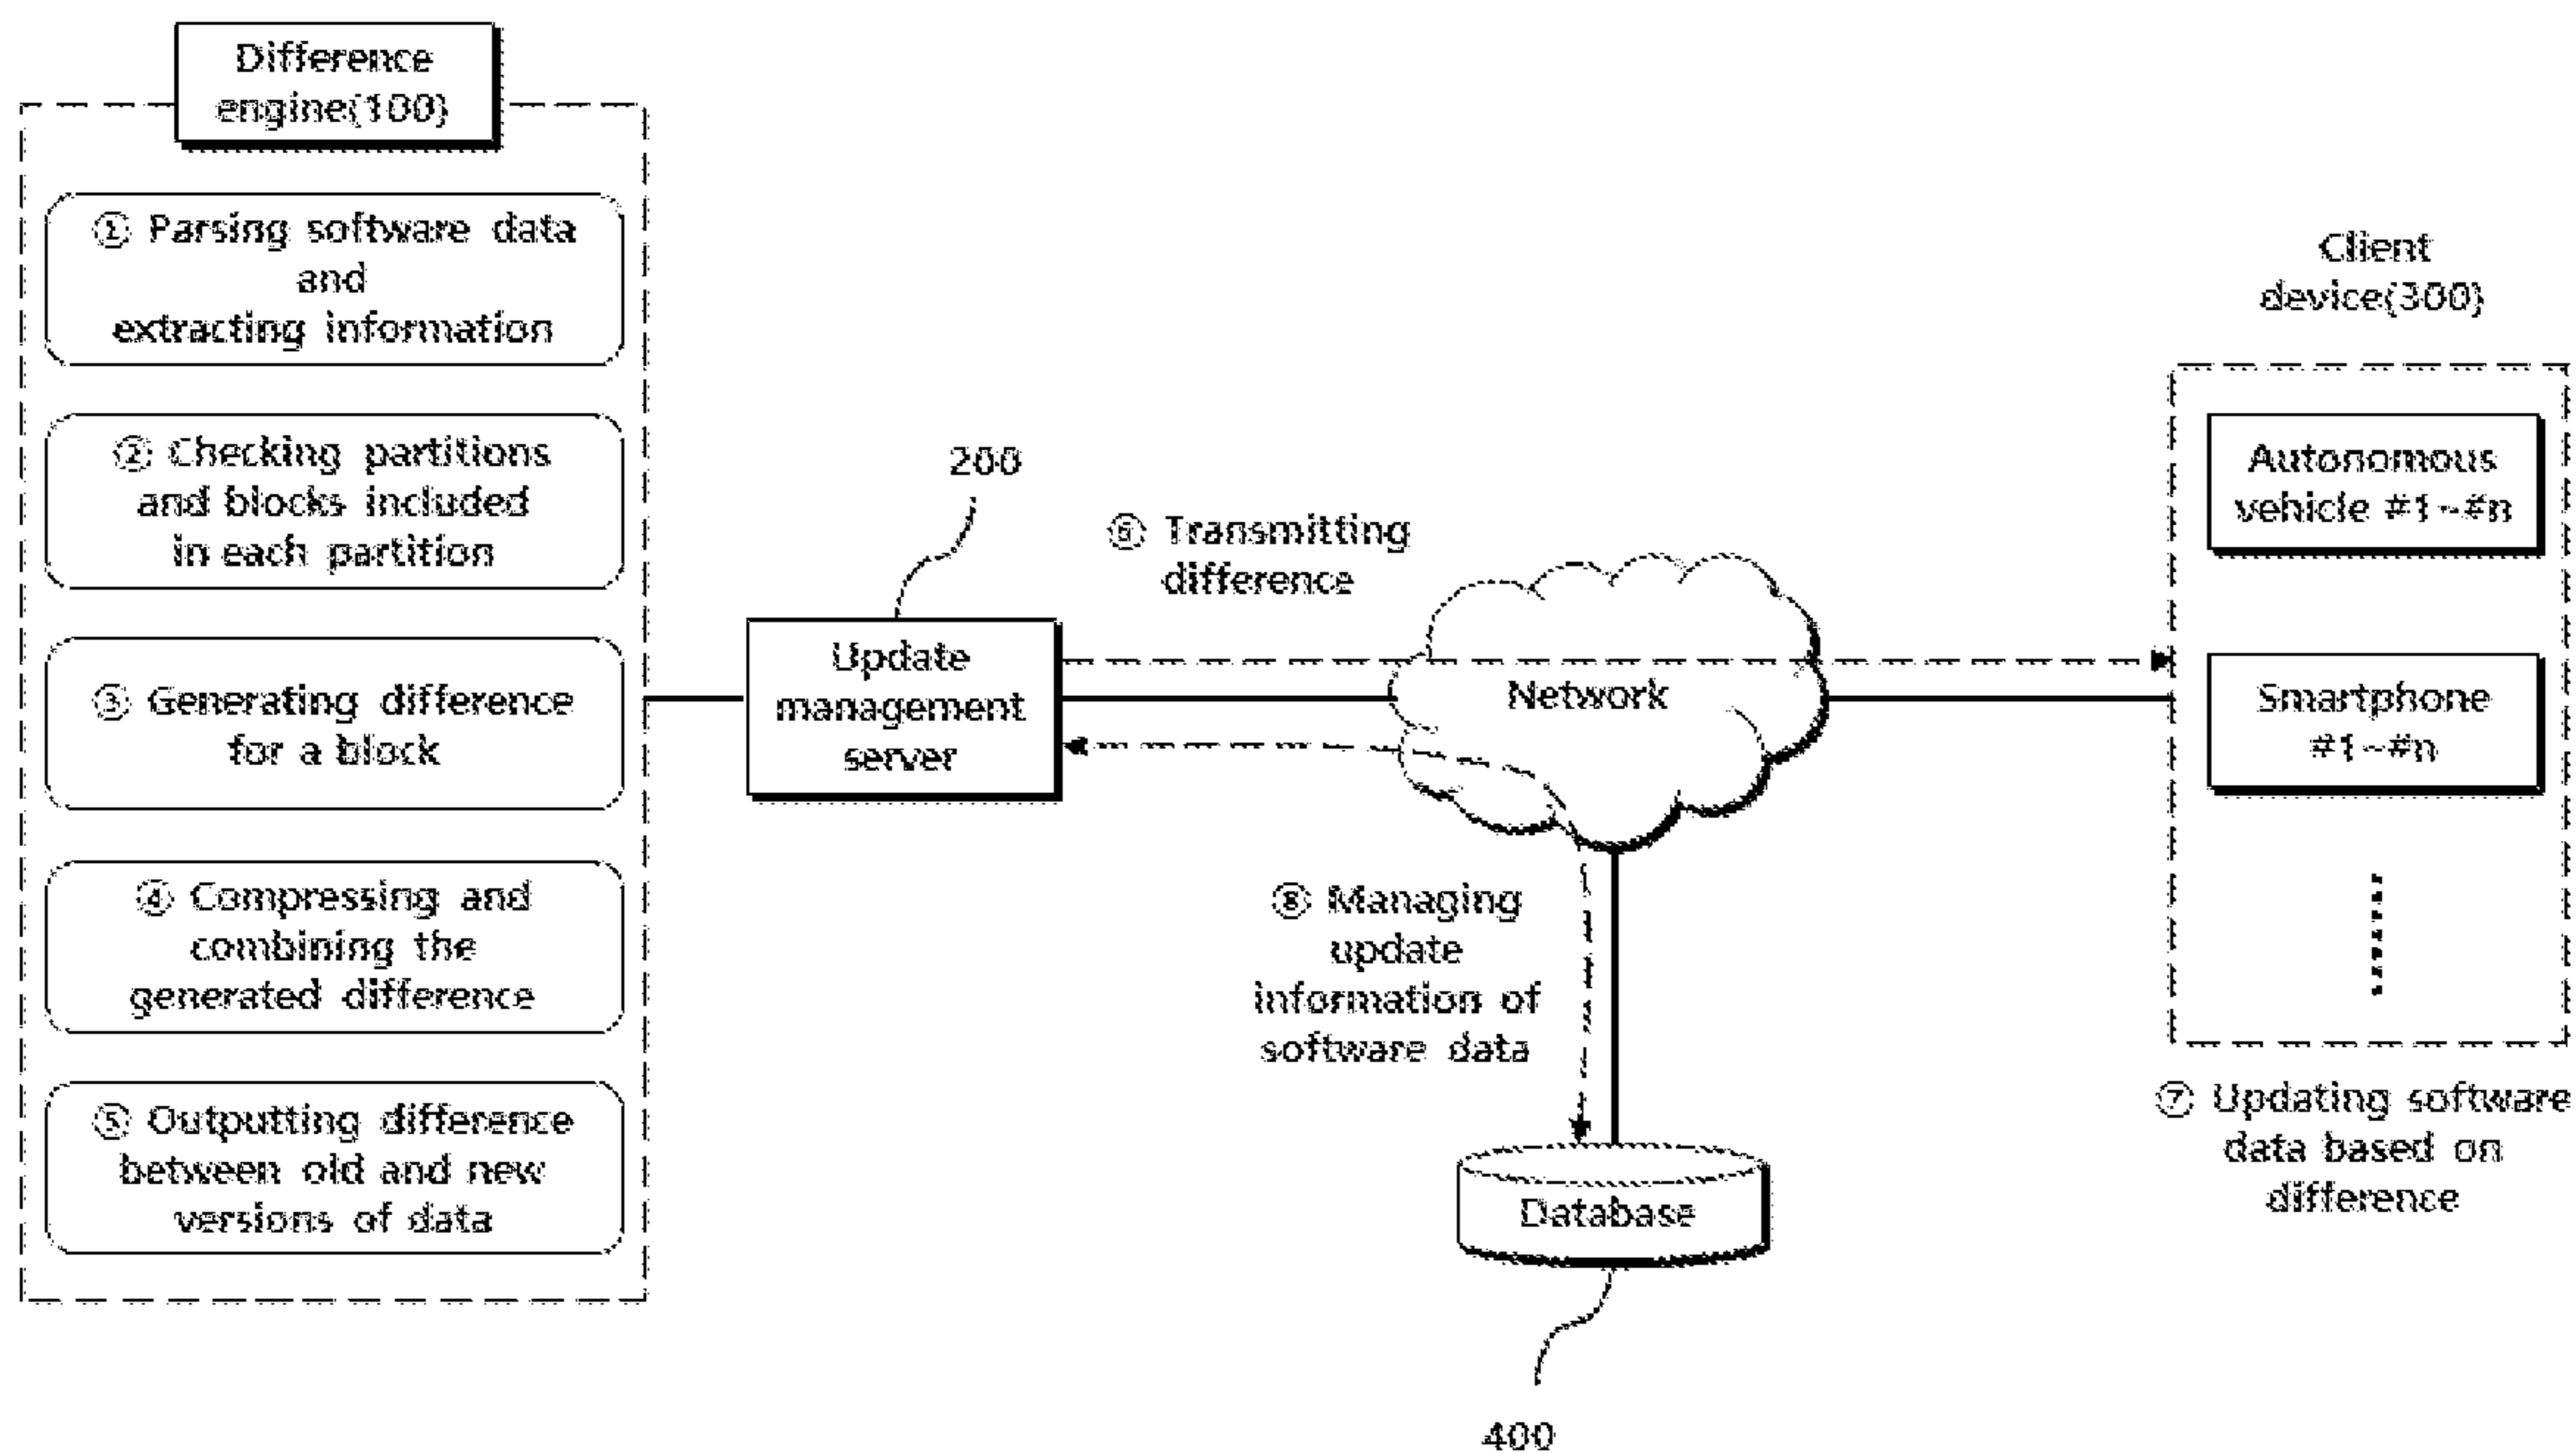 Difference
engine(100)
① Parsing software data
and
extracting information
② Checking partitions
and blocks included
in each partition
③ Generating difference
for a block
④ Compressing and
combining the
generated difference
⑤ Outputting difference
between old and new
versions of data
200
Update
management
server
⑥ Transmitting
difference
Network
⑧ Managing
update
information of
software data
Database
400
Client
device(300)
Autonomous
vehicle #1~#n
Smartphone
#1~#n
⑦ Updating software
data based on
difference